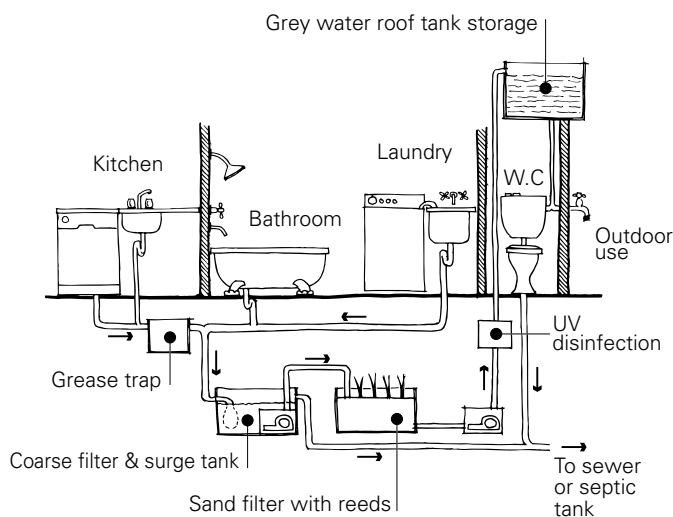 Grey water roof tank storage
Kitchen
Laundry
W.C
Bathroom
Outdoor
use
UV
disinfection
Grease trap
Coarse filter & surge tank
Sand filter with reeds
To sewer
or septic
tank